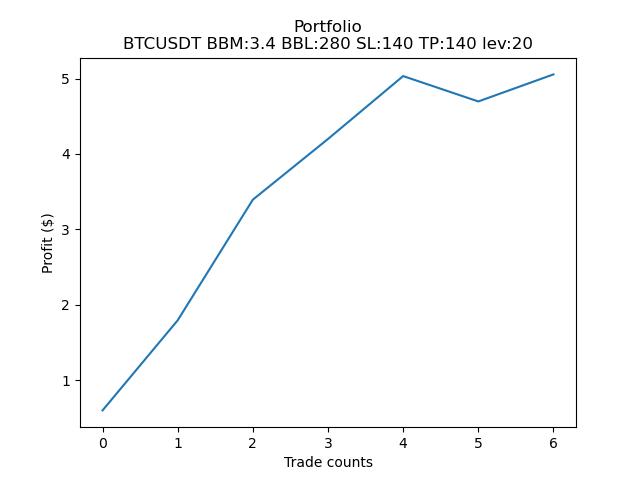 Portfolio
BTCUSDT BBM:3.4 BBL:280 SL:140 TP:140 lev:20
5
4
3
2
1
Profit ($)
0 1 2 3 4 5 6
Trade counts